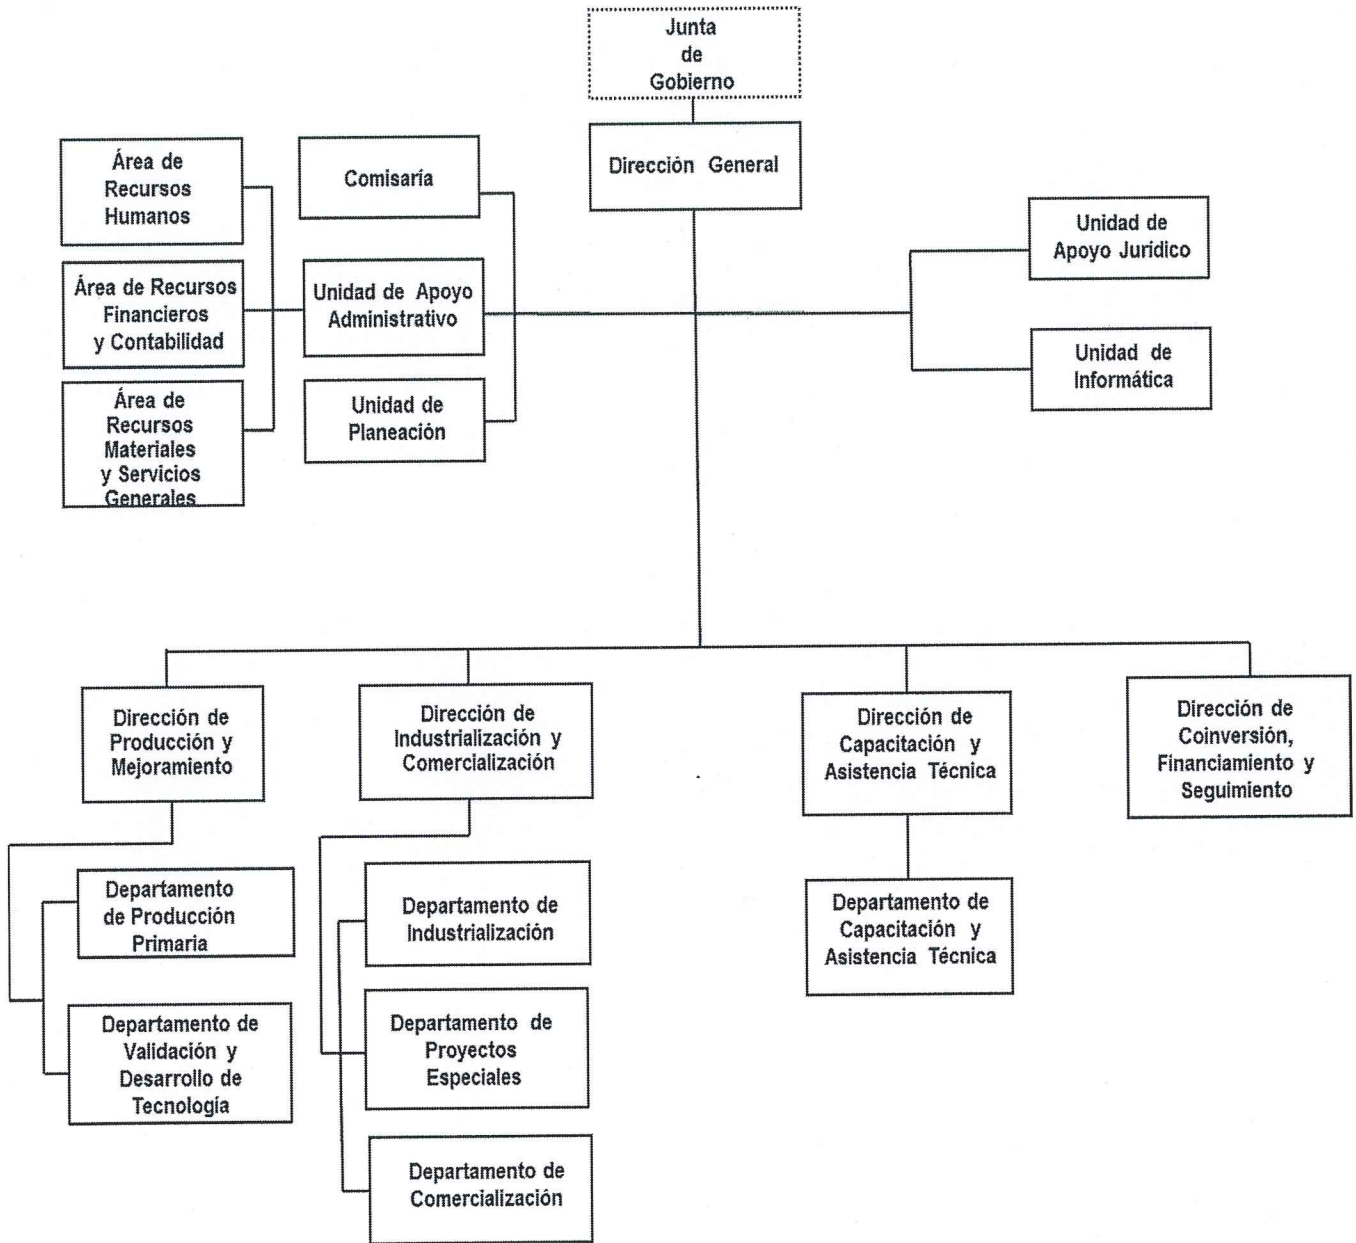 Junta
de
Gobierno
Dirección General
Área de
Recursos
Humanos
Comisaría
Unidad de
Apoyo Jurídico
Área de Recursos
Financieros
y Contabilidad
Unidad de Apoyo
Administrativo
Unidad de
Informática
Área de
Recursos
Materiales
y Servicios
Generales
Unidad de
Planeación
Dirección de
Producción y
Mejoramiento
Dirección de
Industrialización y
Comercialización
Dirección de
Capacitación y
Asistencia Técnica
Dirección de
Coinversión,
Financiamiento y
Seguimiento
Departamento
de Producción
Primaria
Departamento de
Validación y
Desarrollo de
Tecnología
Departamento de
Industrialización
Departamento de
Proyectos
Especiales
Departamento de
Comercialización
Departamento de
Capacitación y
Asistencia Técnica